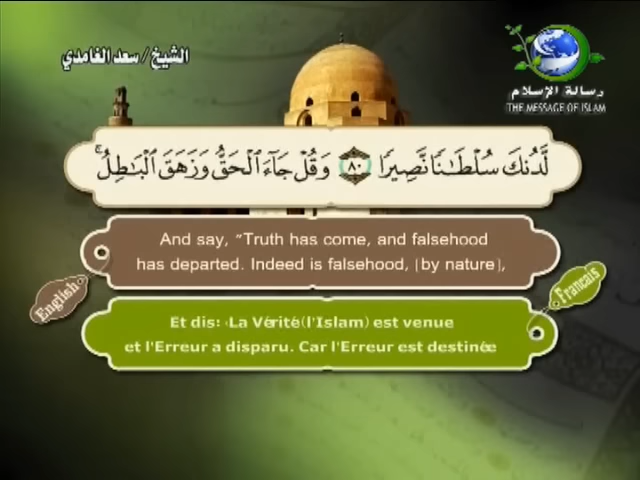 الشيخ / سعد الغامدي
رسالة الإسلام
THE MESSAGE OF ISLAM
لَّدُنكَ سُلْطَٰنًا نَّصِيرًا ﴿٨٠﴾ وَقُلْ جَآءَ ٱلْحَقُّ وَزَهَقَ ٱلْبَٰطِلُ ۚ
And say, “Truth has come, and falsehood
has departed. Indeed is falsehood, [by nature],
English
Français
Et dis: ‹La Vérité (l'Islam) est venue
et l'Erreur a disparu. Car l'Erreur est destinée